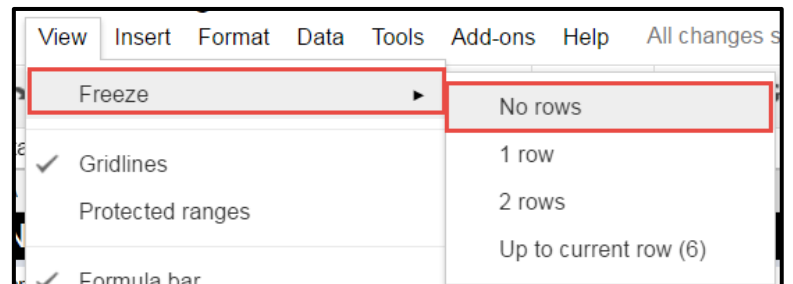 View Insert Format Data Tools Add-ons Help All changes s
Freeze
No rows
Gridlines
1 row
Protected ranges
2 rows
Up to current row (6)
Formula bar